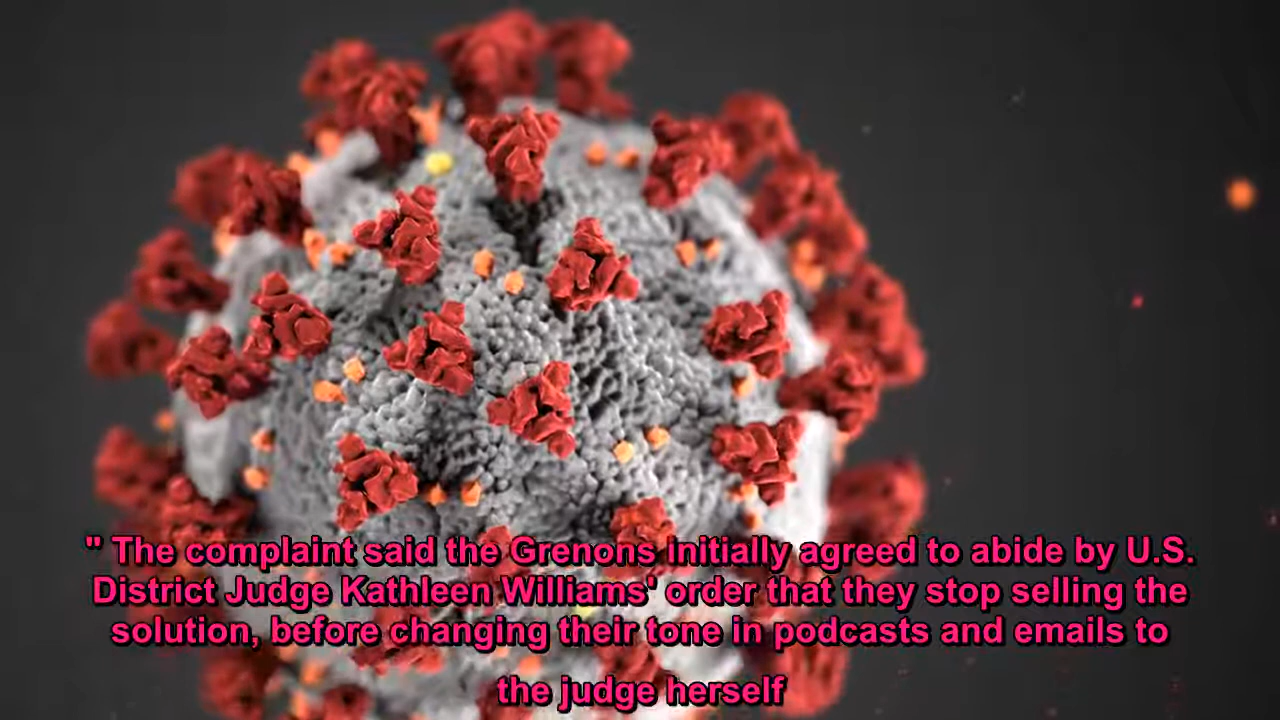 " The complaint said the Grenons initially agreed to abide by U.S.
District Judge Kathleen Williams' order that they stop selling the
solution, before changing their tone in podcasts and emails to
the judge herself